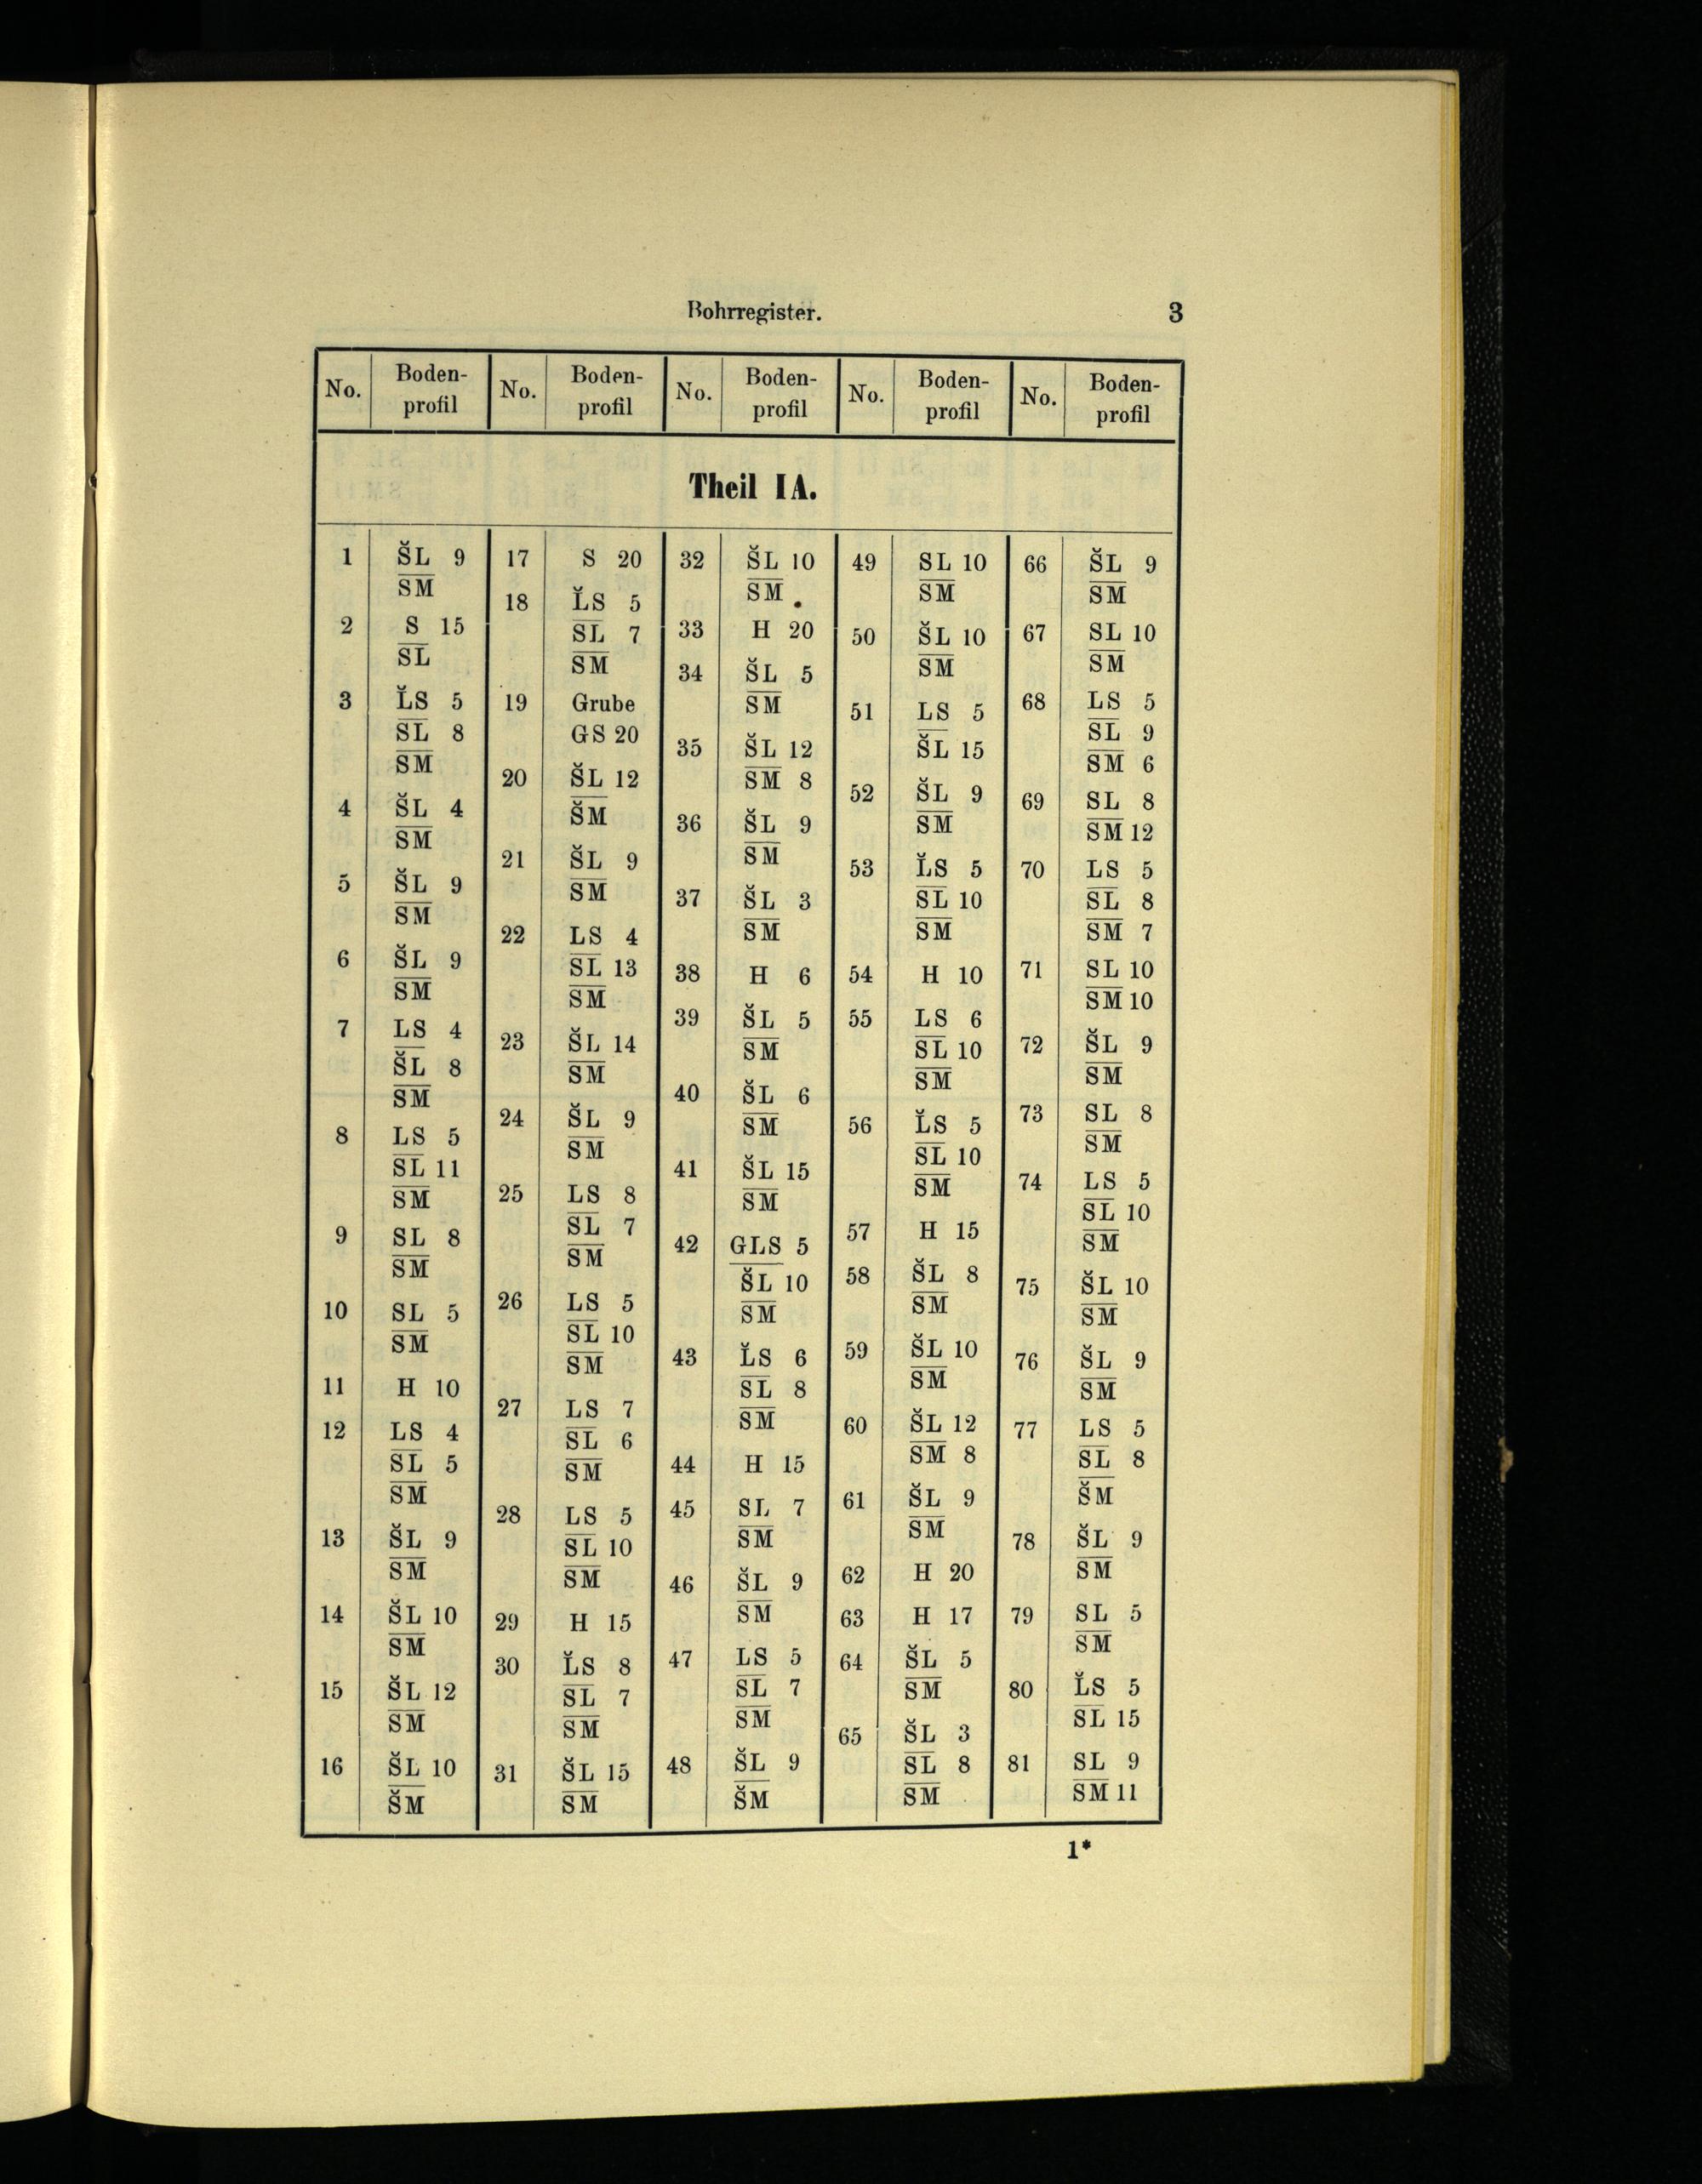 Bohrregister.
3
No.
Boden-
profil
No.
Boden-
profil
No.
Boden-
profil
No.
Boden-
profil
No.
Boden-
profil
Theil IA.
1 ŠL 9
SM
2 S 15
SL
3 L̆S 5
SL 8
SM
4 ŠL 4
SM
5 ŠL 9
SM
6 ŠL 9
SM
7 LS 4
ŠL 8
SM
8 LS 5
SL 11
SM
9 SL 8
SM
10 SL 5
SM
11 H 10
12 LS 4
SL 5
SM
13 ŠL 9
SM
14 ŠL 10
SM
15 ŠL 12
SM
16 ŠL 10
ŠM
17 S 20
18 L̆S 5
SL 7
SM
19 Grube
GS 20
20 ŠL 12
ŠM
21 ŠL 9
SM
22 LS 4
SL 13
SM
23 ŠL 14
SM
24 ŠL 9
SM
25 LS 8
SL 7
SM
26 LS 5
SL 10
SM
27 LS 7
SL 6
SM
28 LS 5
SL 10
SM
29 H 15
30 L̆S 8
SL 7
SM
31 ŠL 15
SM
32 ŠL 10
SM
33 H 20
34 ŠL 5
SM
35 ŠL 12
SM 8
36 ŠL 9
SM
37 ŠL 3
SM
38 H 6
39 ŠL 5
SM
40 ŠL 6
SM
41 ŠL 15
SM
42 GLS 5
ŠL 10
SM
43 L̆S 6
SL 8
SM
44 H 15
45 SL 7
SM
46 ŠL 9
SM
47 LS 5
SL 7
SM
48 ŠL 9
ŠM
49 SL 10
SM
50 ŠL 10
SM
51 LS 5
ŠL 15
52 ŠL 9
SM
53 L̆S 5
SL 10
SM
54 H 10
55 LS 6
SL 10
SM
56 L̆S 5
SL 10
SM
57 H 15
58 ŠL 8
SM
59 ŠL 10
SM
60 ŠL 12
SM 8
61 ŠL 9
SM
62 H 20
63 H 17
64 ŠL 5
SM
65 ŠL 3
SL 8
SM
66 ŠL 9
SM
67 SL 10
SM
68 LS 5
SL 9
SM 6
69 SL 8
SM 12
70 LS 5
SL 8
SM 7
71 SL 10
SM 10
72 ŠL 9
SM
73 SL 8
SM
74 LS 5
SL 10
SM
75 ŠL 10
SM
76 ŠL 9
SM
77 LS 5
SL 8
ŠM
78 ŠL 9
SM
79 SL 5
SM
80 L̆S 5
SL 15
81 SL 9
SM 11
1*